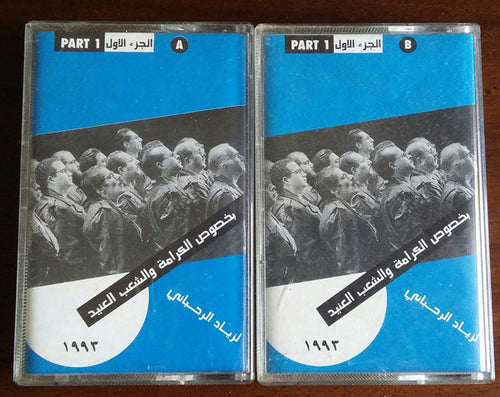 PART 1 الجزء الاول A
بخصوص الكرامة والشعب العنيد
لزياد الرحباني
١٩٩٣
PART 1 الجزء الاول B
بخصوص الكرامة والشعب العنيد
لزياد الرحباني
١٩٩٣